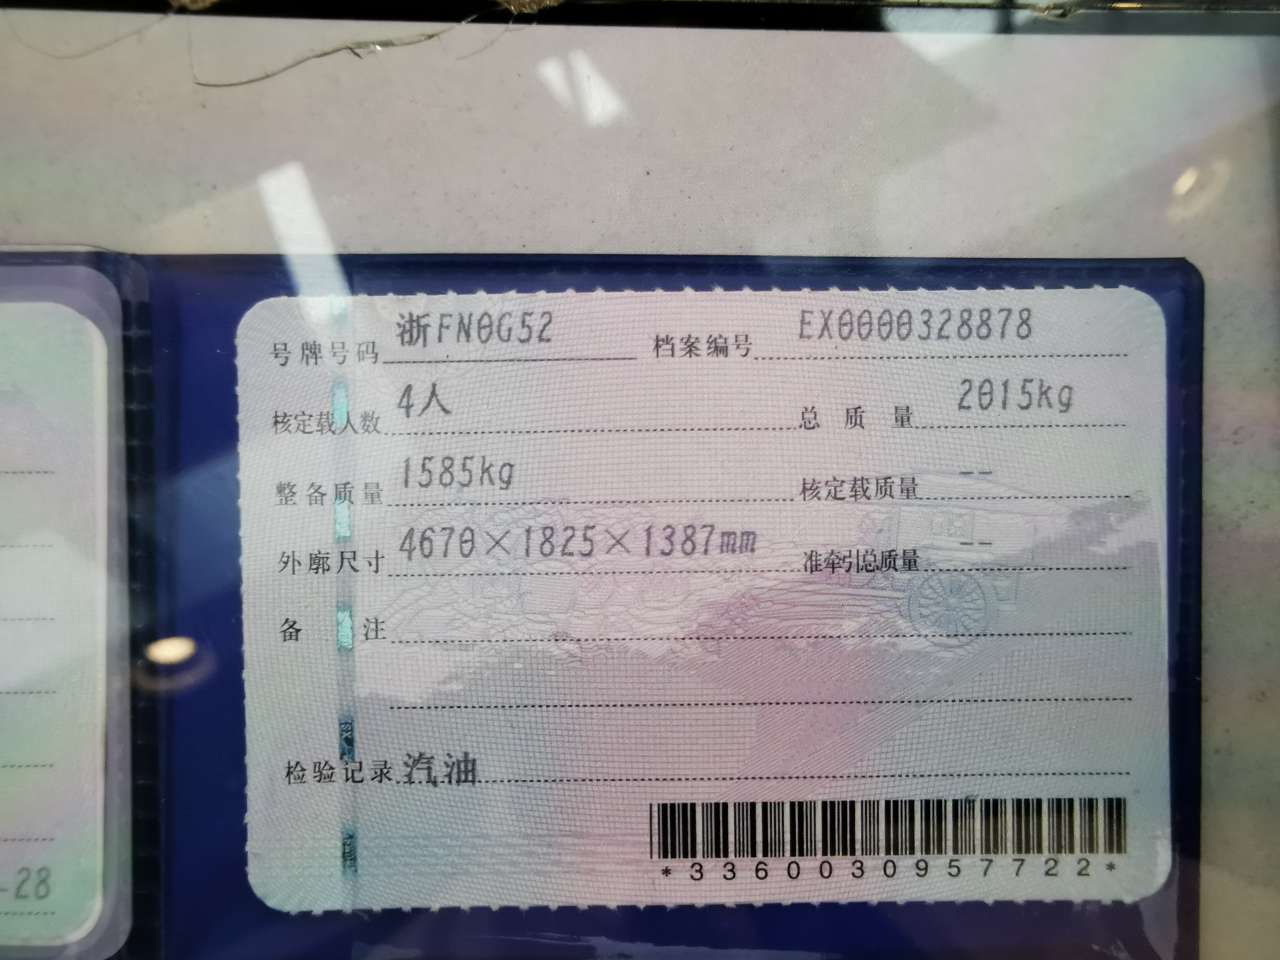 号牌号码 浙FN0G52 档案编号 EX0000328878
核定载人数 4人 总质量 2015kg
整备质量 1585kg 核定载质量 --
外廓尺寸 4670×1825×1387mm 准牵引总质量 --
备注
检验记录 汽油
*3360030957722*
-28